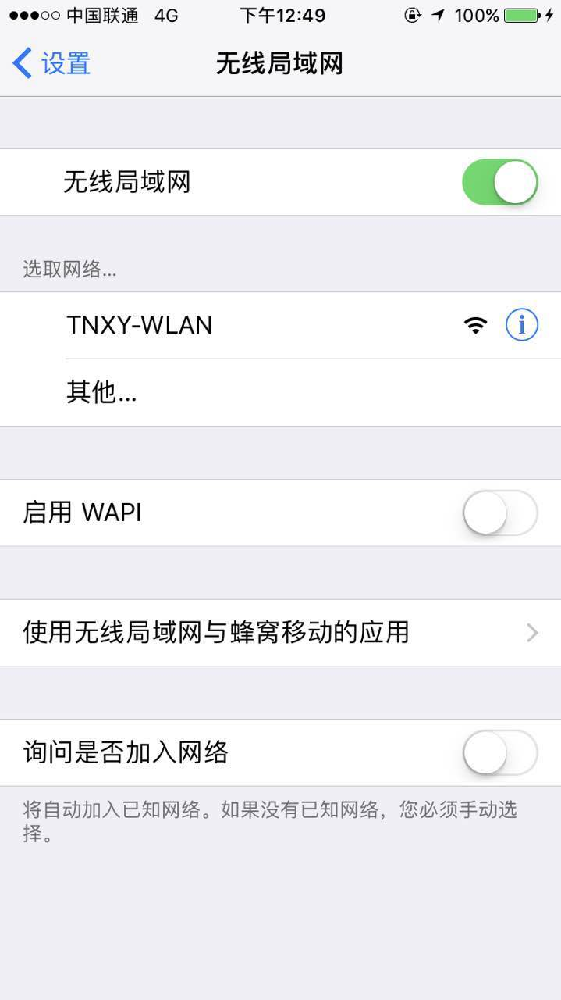 中国联通 4G 下午12:49 100%
设置 无线局域网
无线局域网
选取网络...
TNXY-WLAN
其他...
启用 WAPI
使用无线局域网与蜂窝移动的应用
询问是否加入网络
将自动加入已知网络。如果没有已知网络，您必须手动选
择。